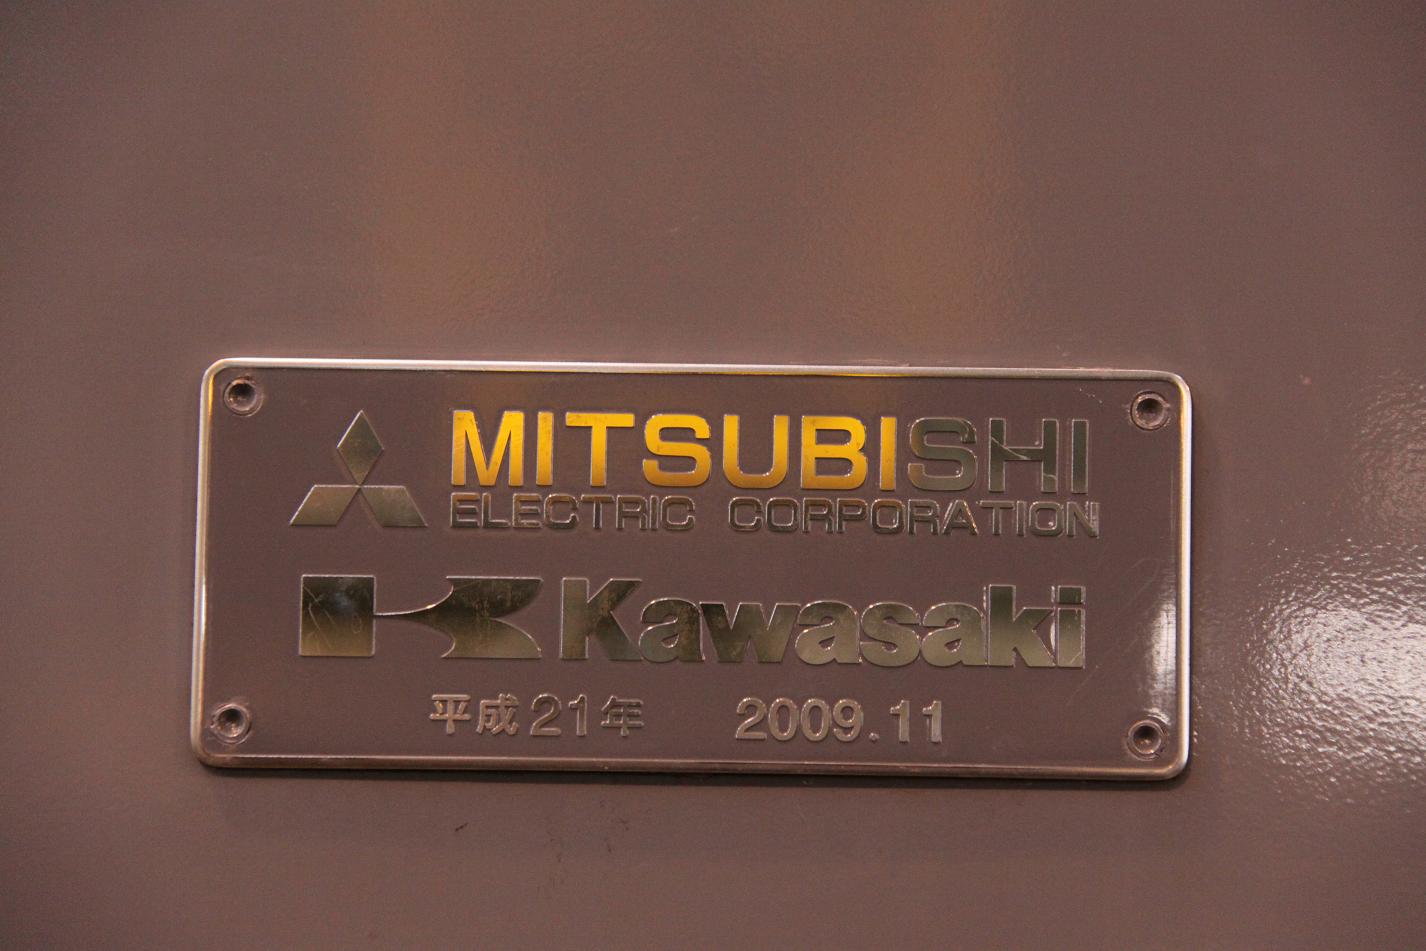 MITSUBISHI
ELECTRIC CORPORATION
Kawasaki
平成21年 2009.11